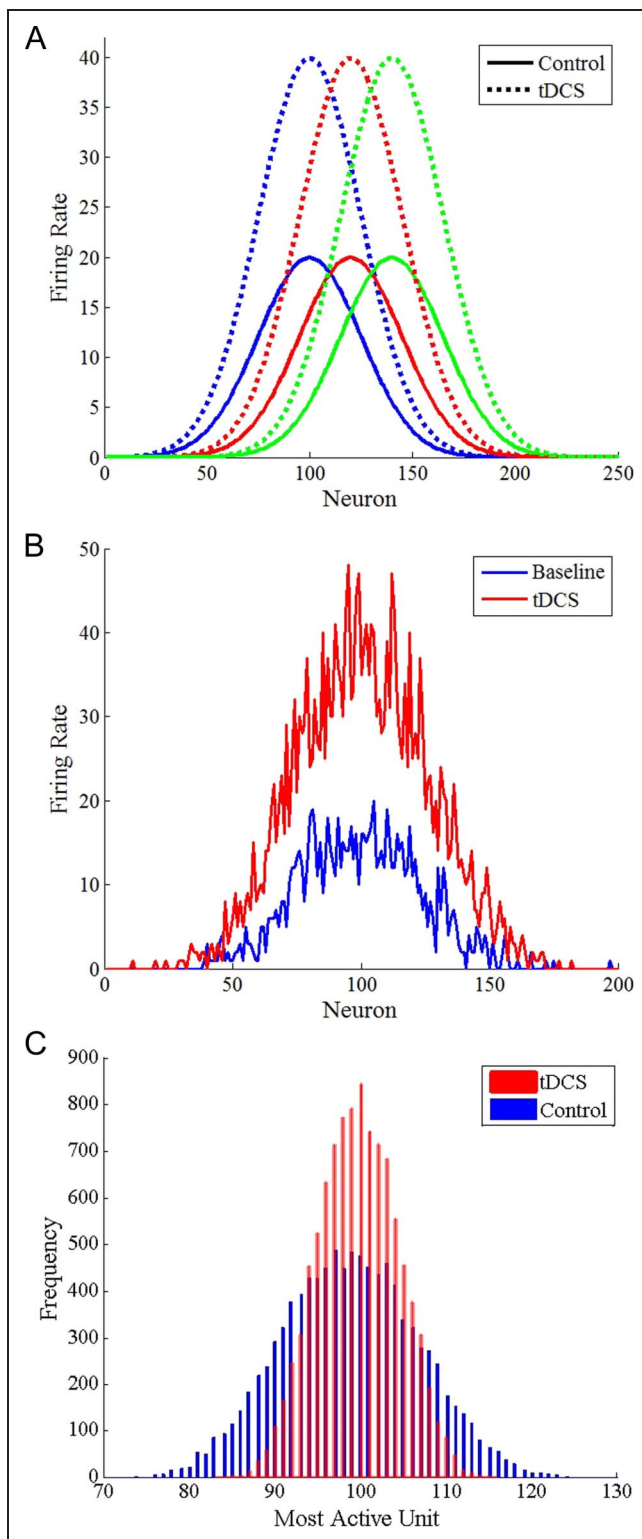 A
40
35
30
25
20
15
10
5
0
Firing Rate
Control
tDCS
0 50 100 150 200 250
Neuron
B
50
40
30
20
10
0
Firing Rate
Baseline
tDCS
0 50 100 150 200
Neuron
C
900
800
700
600
500
400
300
200
100
0
Frequency
tDCS
Control
70 80 90 100 110 120 130
Most Active Unit